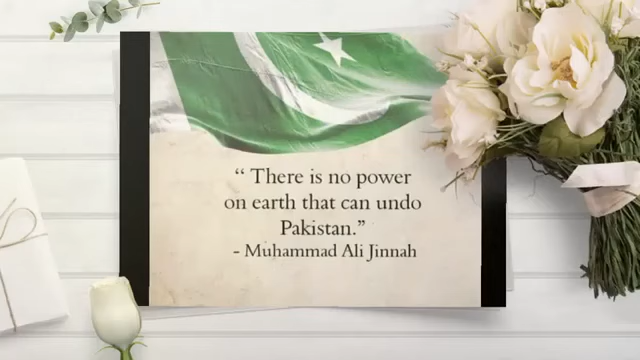 “ There is no power
on earth that can undo
Pakistan.”
- Muhammad Ali Jinnah